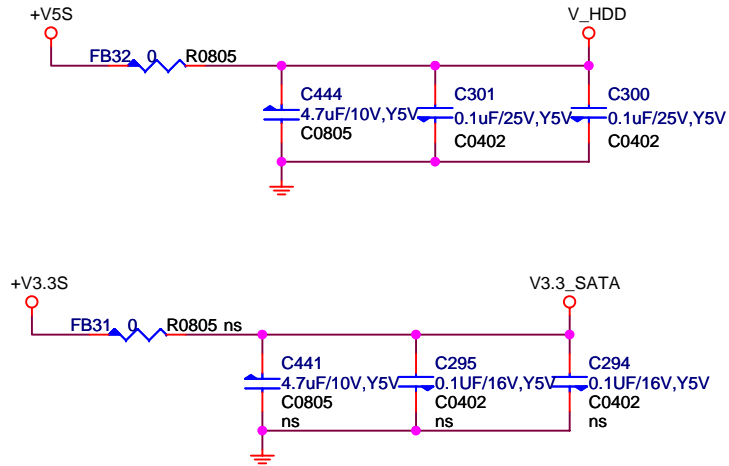 +V5S
V_HDD
FB32 0 R0805
C444 C301 C300
4.7uF/10V,Y5V 0.1uF/25V,Y5V 0.1uF/25V,Y5V
C0805 C0402 C0402
+V3.3S
V3.3_SATA
FB31 0 R0805 ns
C441 C295 C294
4.7uF/10V,Y5V 0.1UF/16V,Y5V 0.1UF/16V,Y5V
C0805 C0402 C0402
ns ns ns